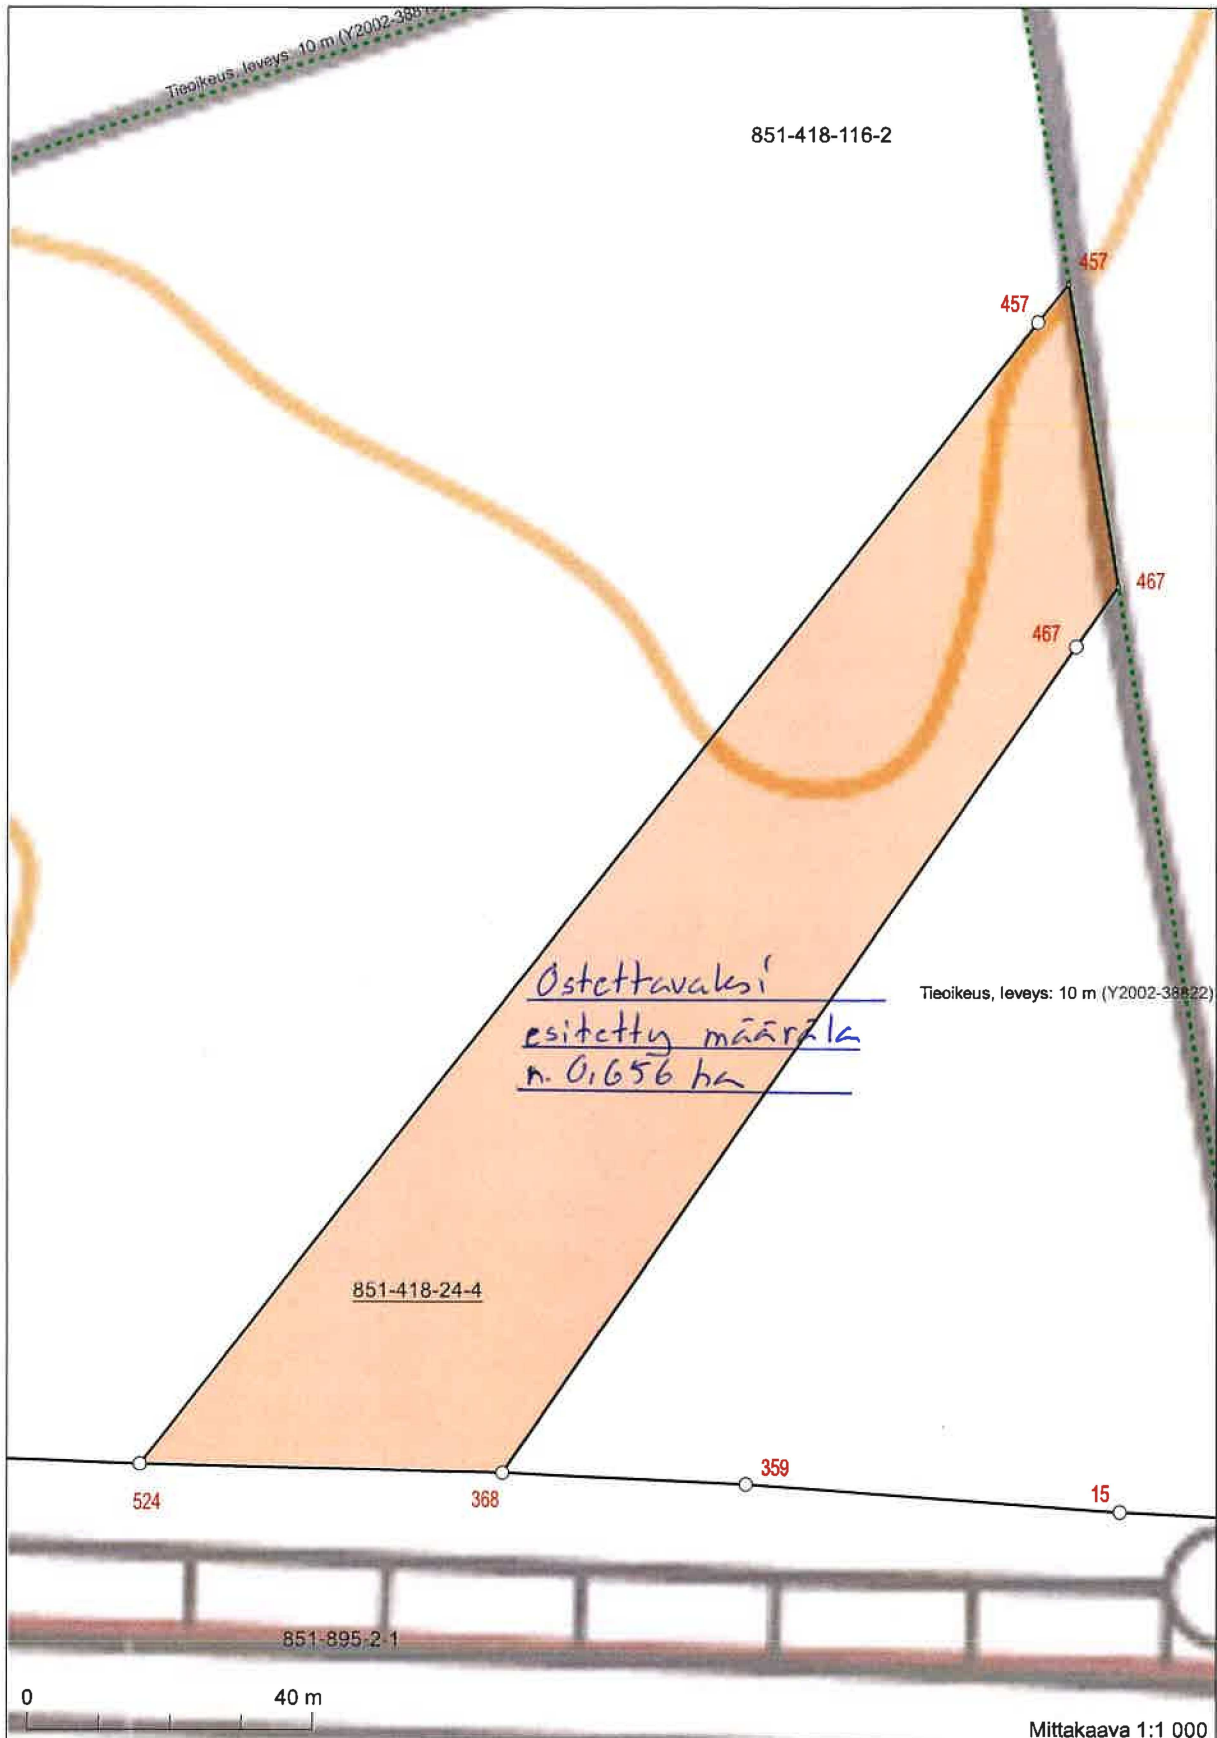 Tieoikeus, leveys: 10 m (Y2002-38822)
851-418-116-2
457
457
467
467
Ostettavaksi
esitetty määräla
n. 0,656 ha
Tieoikeus, leveys: 10 m (Y2002-38822)
851-418-24-4
524
368
359
15
851-895-2-1
0 40 m
Mittakaava 1:1 000